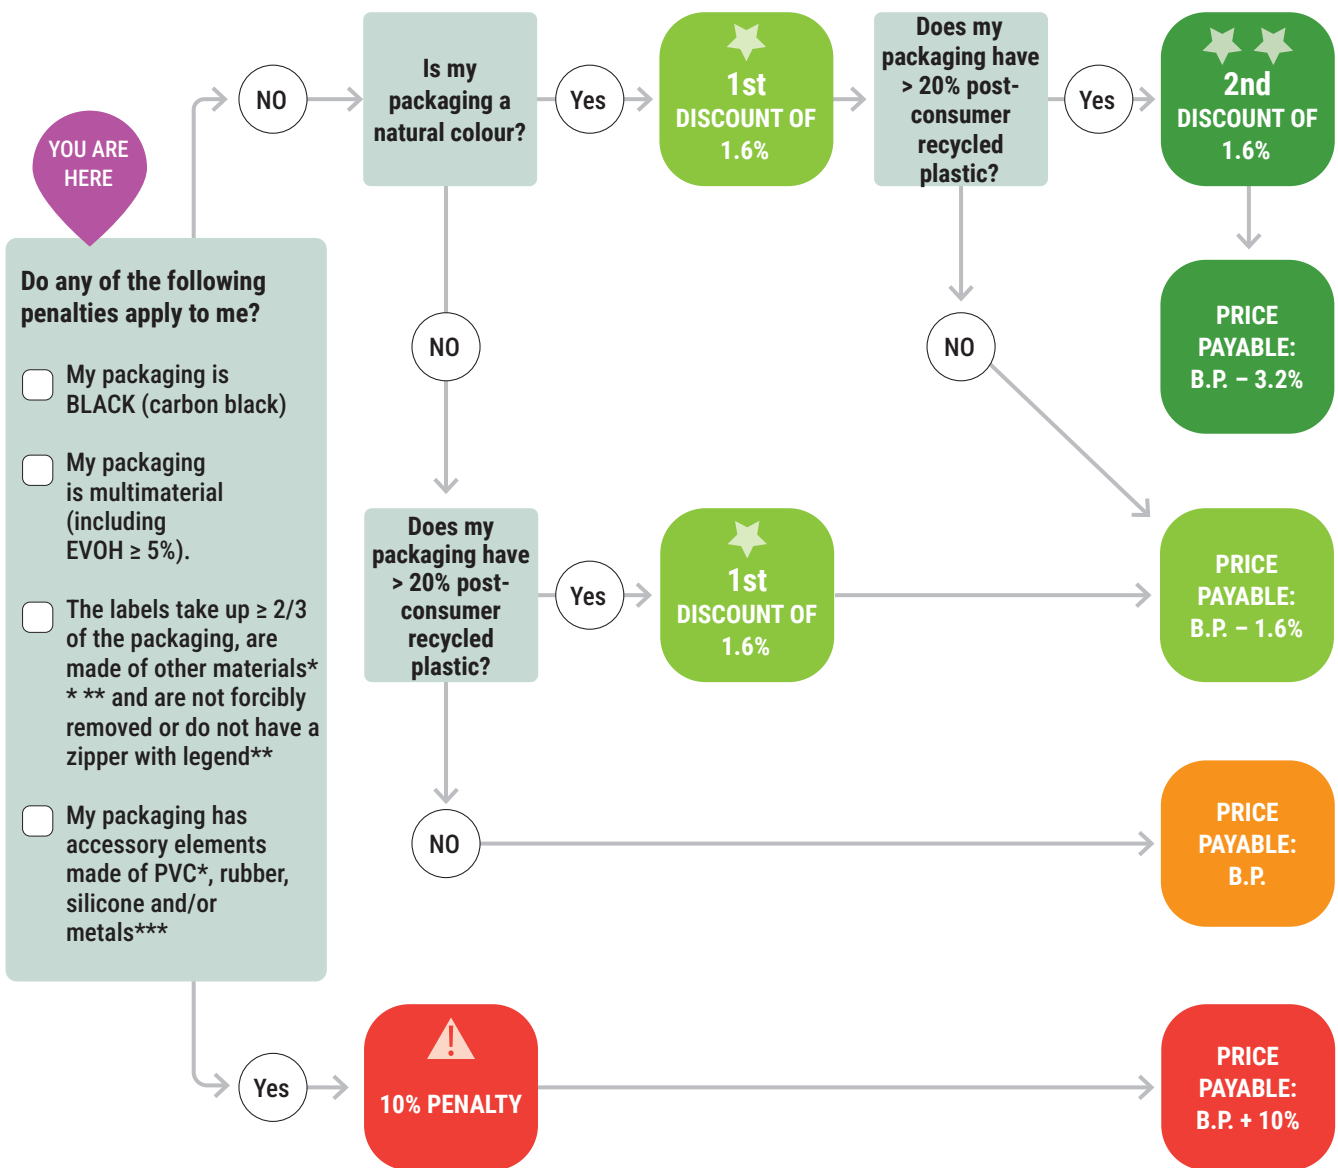 YOU ARE
HERE
Do any of the following
penalties apply to me?
My packaging is
BLACK (carbon black)
My packaging
is multimaterial
(including
EVOH ≥ 5%).
The labels take up ≥ 2/3
of the packaging, are
made of other materials*
* ** and are not forcibly
removed or do not have a
zipper with legend**
My packaging has
accessory elements
made of PVC*, rubber,
silicone and/or
metals***
NO
Is my
packaging a
natural colour?
Yes
1st
DISCOUNT OF
1.6%
Does my
packaging have
> 20% post-
consumer
recycled
plastic?
Yes
2nd
DISCOUNT OF
1.6%
PRICE
PAYABLE:
B.P. – 3.2%
NO
NO
Does my
packaging have
> 20% post-
consumer
recycled
plastic?
Yes
1st
DISCOUNT OF
1.6%
PRICE
PAYABLE:
B.P. – 1.6%
NO
PRICE
PAYABLE:
B.P.
Yes
10% PENALTY
PRICE
PAYABLE:
B.P. + 10%